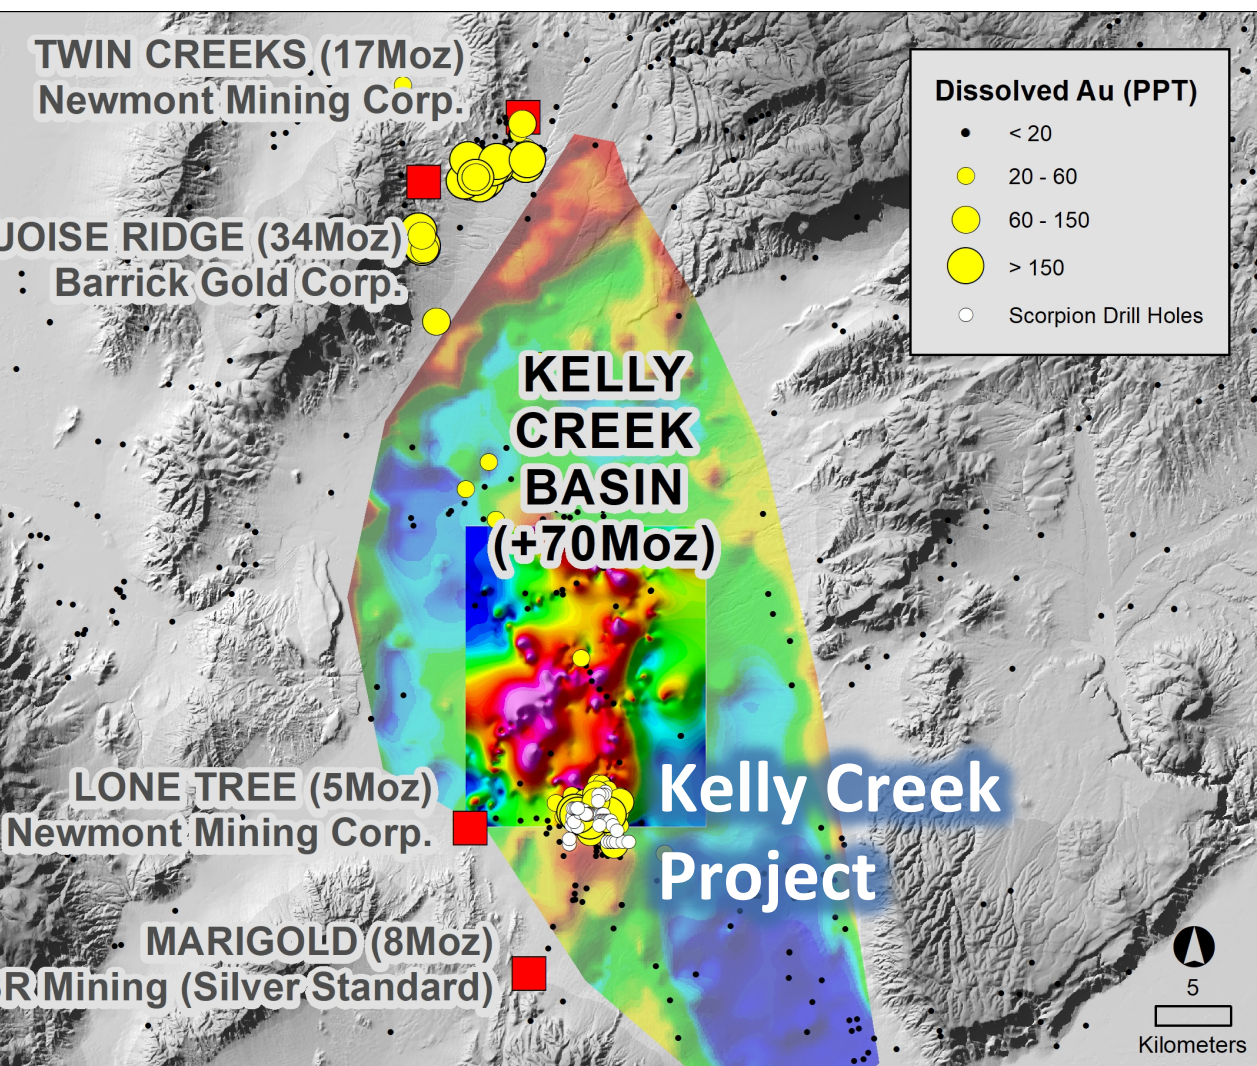 TWIN CREEKS (17Moz)
Newmont Mining Corp.
UOISE RIDGE (34Moz)
Barrick Gold Corp.
KELLY
CREEK
BASIN
(+70Moz)
Dissolved Au (PPT)
< 20
20 - 60
60 - 150
> 150
Scorpion Drill Holes
LONE TREE (5Moz)
Newmont Mining Corp.
Kelly Creek
Project
MARIGOLD (8Moz)
SR Mining (Silver Standard)
5
Kilometers